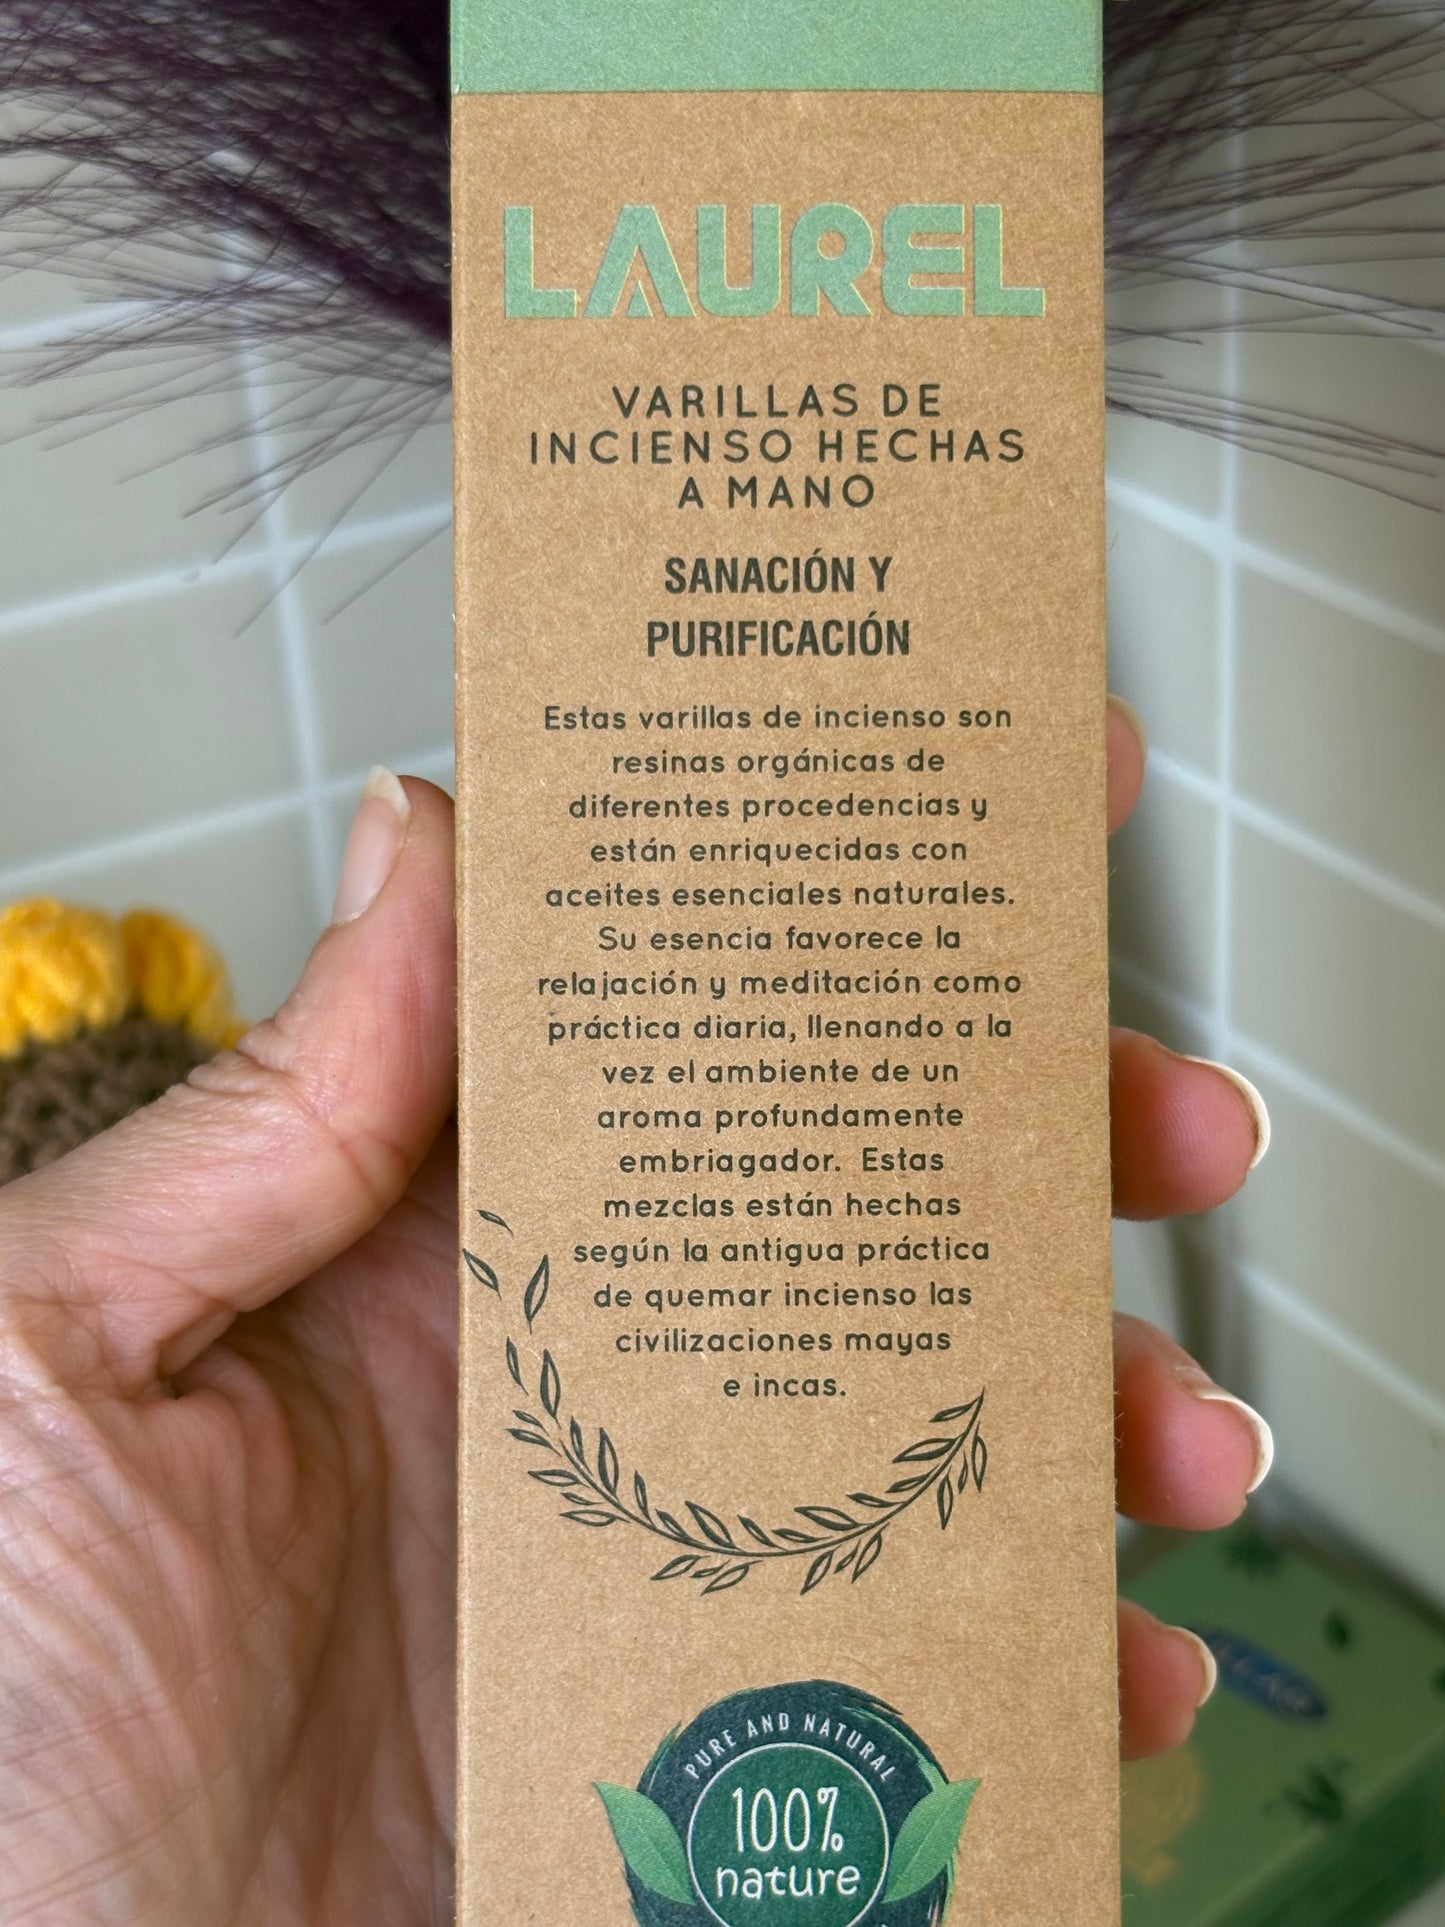 LAUREL
VARILLAS DE
INCIENSO HECHAS
A MANO
SANACIÓN Y
PURIFICACIÓN
Estas varillas de incienso son
resinas orgánicas de
diferentes procedencias y
están enriquecidas con
aceites esenciales naturales.
Su esencia favorece la
relajación y meditación como
práctica diaria, llenando a la
vez el ambiente de un
aroma profundamente
embriagador. Estas
mezclas están hechas
según la antigua práctica
de quemar incienso las
civilizaciones mayas
e incas.
PURE AND NATURAL
100%
nature